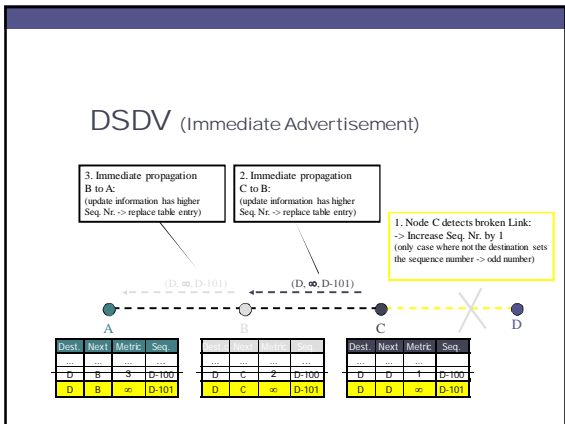 DSDV (Immediate Advertisement)
3. Immediate propagation
B to A:
(update information has higher
Seq. Nr. -> replace table entry)
2. Immediate propagation
C to B:
(update information has higher
Seq. Nr. -> replace table entry)
1. Node C detects broken Link:
-> Increase Seq. Nr. by 1
(only case where not the destination sets
the sequence number -> odd number)
(D, ∞, D-101)
(D, ∞, D-101)
A
B
C
D
Dest. Next Metric Seq.
... ... ... ...
D B 3 D-100
D B ∞ D-101
Dest. Next Metric Seq.
... ... ... ...
D C 2 D-100
D C ∞ D-101
Dest. Next Metric Seq.
... ... ... ...
D D 1 D-100
D D ∞ D-101